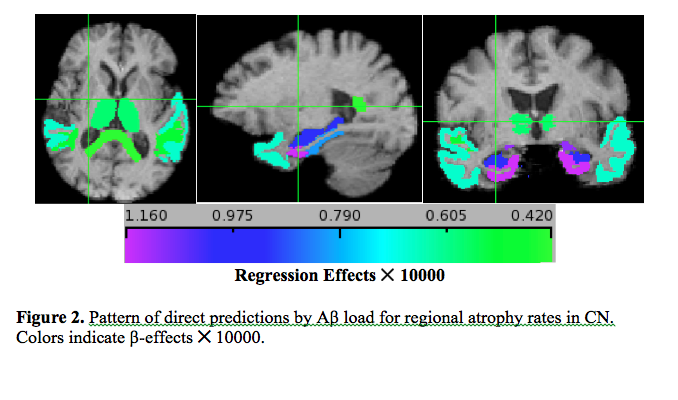 1.160 0.975 0.790 0.605 0.420
Regression Effects ✕ 10000
Figure 2. Pattern of direct predictions by Aβ load for regional atrophy rates in CN.
Colors indicate β-effects ✕ 10000.